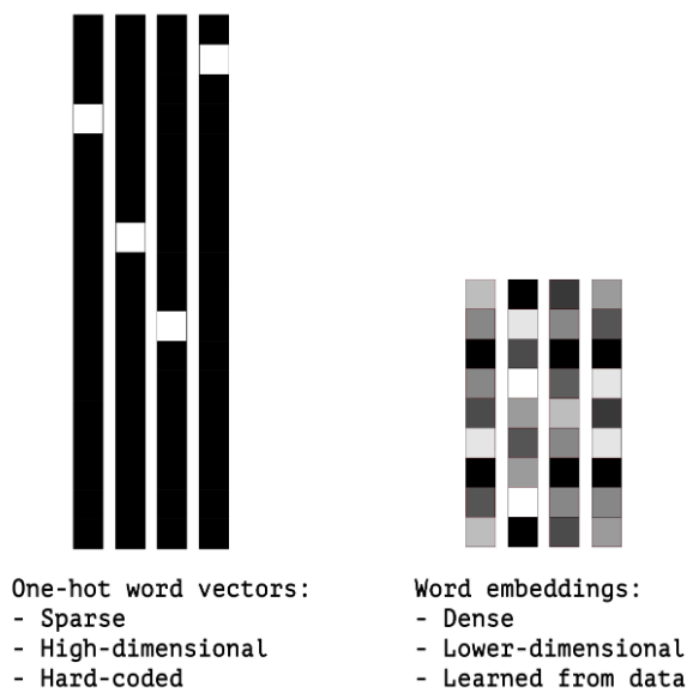 One-hot word vectors:
- Sparse
- High-dimensional
- Hard-coded
Word embeddings:
- Dense
- Lower-dimensional
- Learned from data